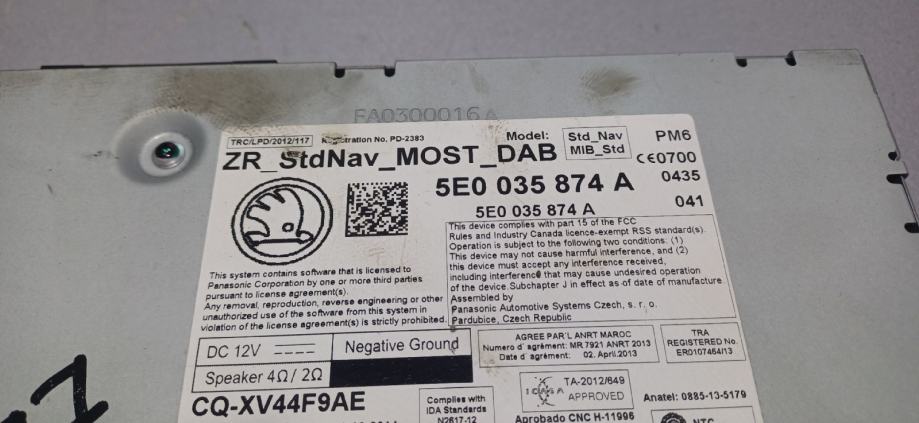 FA0300016A
TRC/LPD/2012/117
Registration No. PD-2383
Model:
Std_Nav
MIB_Std
PM6
ZR_StdNav_MOST_DAB
CE0700
5E0 035 874 A
0435
5E0 035 874 A
041
This device complies with part 15 of the FCC
Rules and Industry Canada licence-exempt RSS standard(s).
Operation is subject to the following two conditions: (1)
This device may not cause harmful interference, and (2)
this device must accept any interference received,
including interference that may cause undesired operation
of the device.Subchapter J in effect as of date of manufacture
Assembled by
Panasonic Automotive Systems Czech, s. r. o.
Pardubice, Czech Republic
This system contains software that is licensed to
Panasonic Corporation by one or more third parties
pursuant to license agreement(s).
Any removal, reproduction, reverse engineering or other
unauthorized use of the software from this system in
violation of the license agreement(s) is strictly prohibited.
DC 12V
Negative Ground
Speaker 4Ω/ 2Ω
AGREE PAR'L ANRT MAROC
Numero d'agrément: MR 7921 ANRT 2013
Date d'agrément: 02. April.2013
TRA
REGISTERED No.
ER0107464/13
CQ-XV44F9AE
Complies with
IDA Standards
N2617-12
ICASA
TA-2012/649
APPROVED
Anatel: 0885-13-5179
Aprobado CNC H-11996
NTC